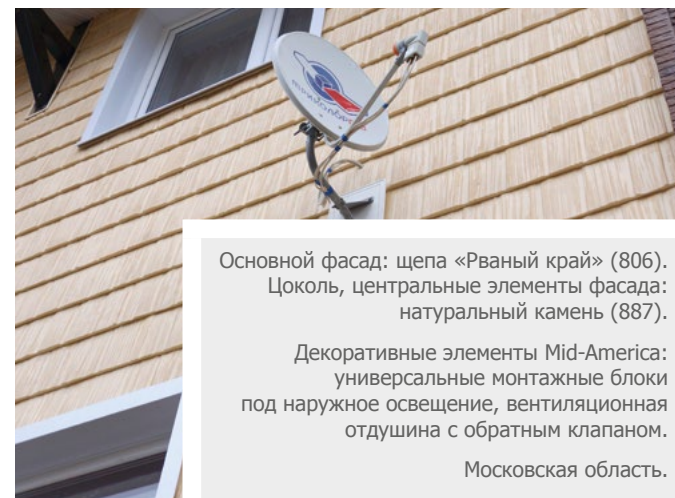 Основной фасад: щепа «Рваный край» (806).
Цоколь, центральные элементы фасада:
натуральный камень (887).
Декоративные элементы Mid-America:
универсальные монтажные блоки
под наружное освещение, вентиляционная
отдушина с обратным клапаном.
Московская область.